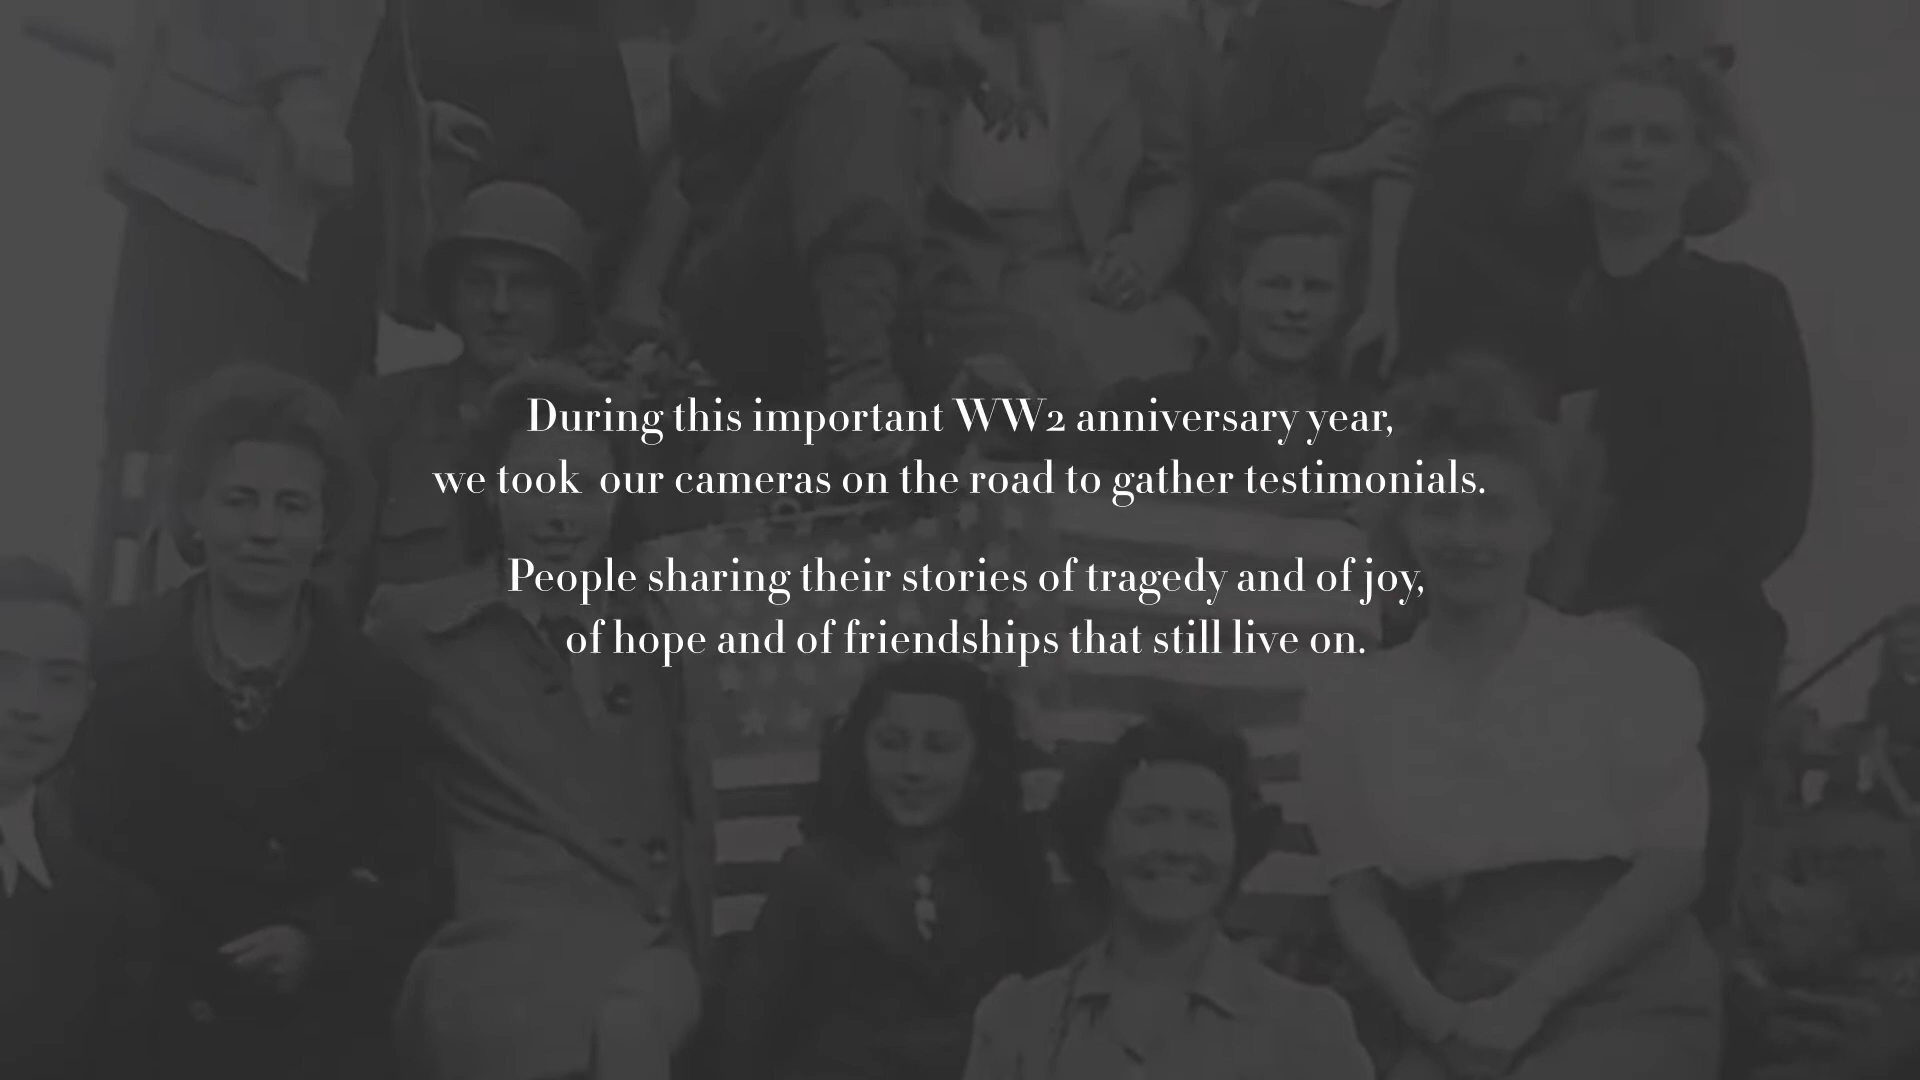 During this important WW2 anniversary year,
we took  our cameras on the road to gather testimonials.
People sharing their stories of tragedy and of joy,
of hope and of friendships that still live on.